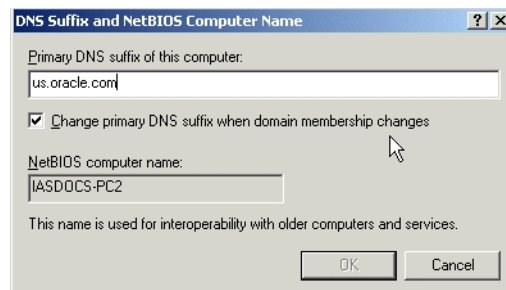 DNS Suffix and NetBIOS Computer Name
Primary DNS suffix of this computer:
us.oracle.com
Change primary DNS suffix when domain membership changes
NetBIOS computer name:
IASDOCS-PC2
This name is used for interoperability with older computers and services.
OK Cancel